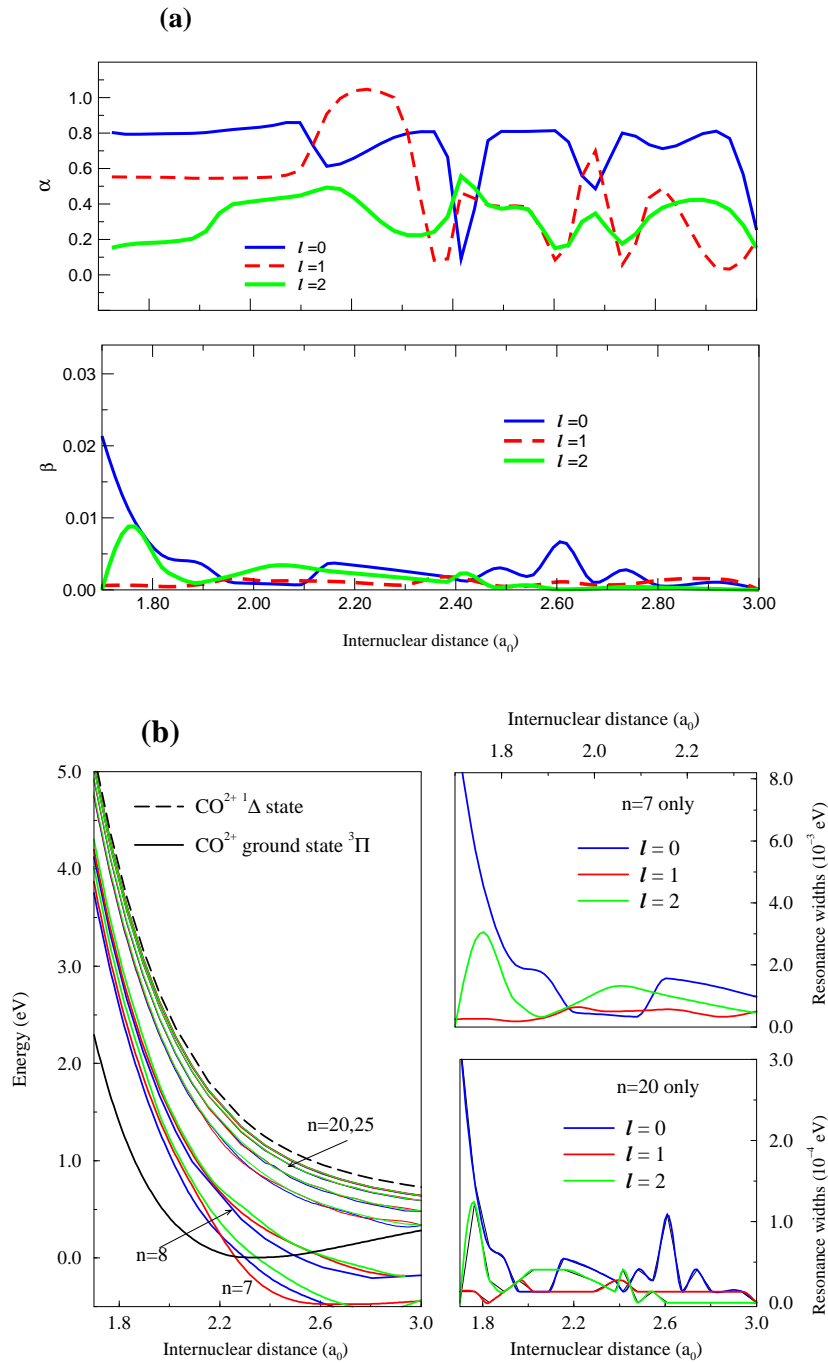 (a)
1.0
0.8
0.6
0.4
0.2
0.0
α
l=0
l=1
l=2
0.03
0.02
0.01
0.00
β
l=0
l=1
l=2
1.80 2.00 2.20 2.40 2.60 2.80 3.00
Internuclear distance (a₀)
(b)
5.0
4.0
3.0
2.0
1.0
0.0
Energy (eV)
CO²⁺ ¹Δ state
CO²⁺ ground state ³Π
n=20,25
n=8
n=7
1.8 2.2 2.6 3.0
Internuclear distance (a₀)
Internuclear distance (a₀)
1.8 2.0 2.2
n=7 only
l = 0
l = 1
l = 2
8.0
6.0
4.0
2.0
0.0
Resonance widths (10⁻³ eV)
n=20 only
l = 0
l = 1
l = 2
3.0
2.0
1.0
0.0
Resonance widths (10⁻⁴ eV)
1.8 2.2 2.6 3.0
Internuclear distance (a₀)